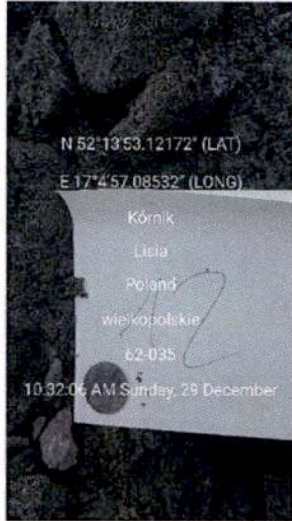 N 52°13'53.12172" (LAT)
E 17°4'57.08532" (LONG)
Kórnik
Lisia
Poland
wielkopolskie
12
62-035
10:32:06 AM Sunday, 29 December